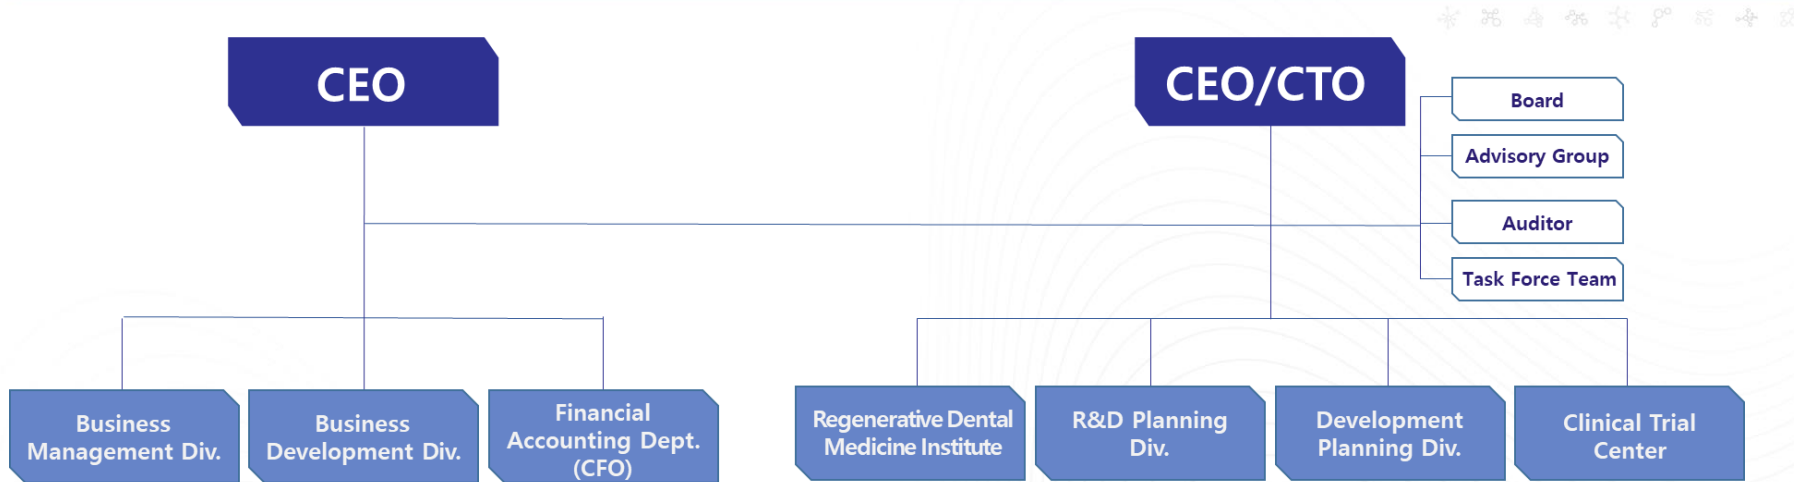 CEO
CEO/CTO
Board
Advisory Group
Auditor
Task Force Team
Business
Management Div.
Business
Development Div.
Financial
Accounting Dept.
(CFO)
Regenerative Dental
Medicine Institute
R&D Planning
Div.
Development
Planning Div.
Clinical Trial
Center